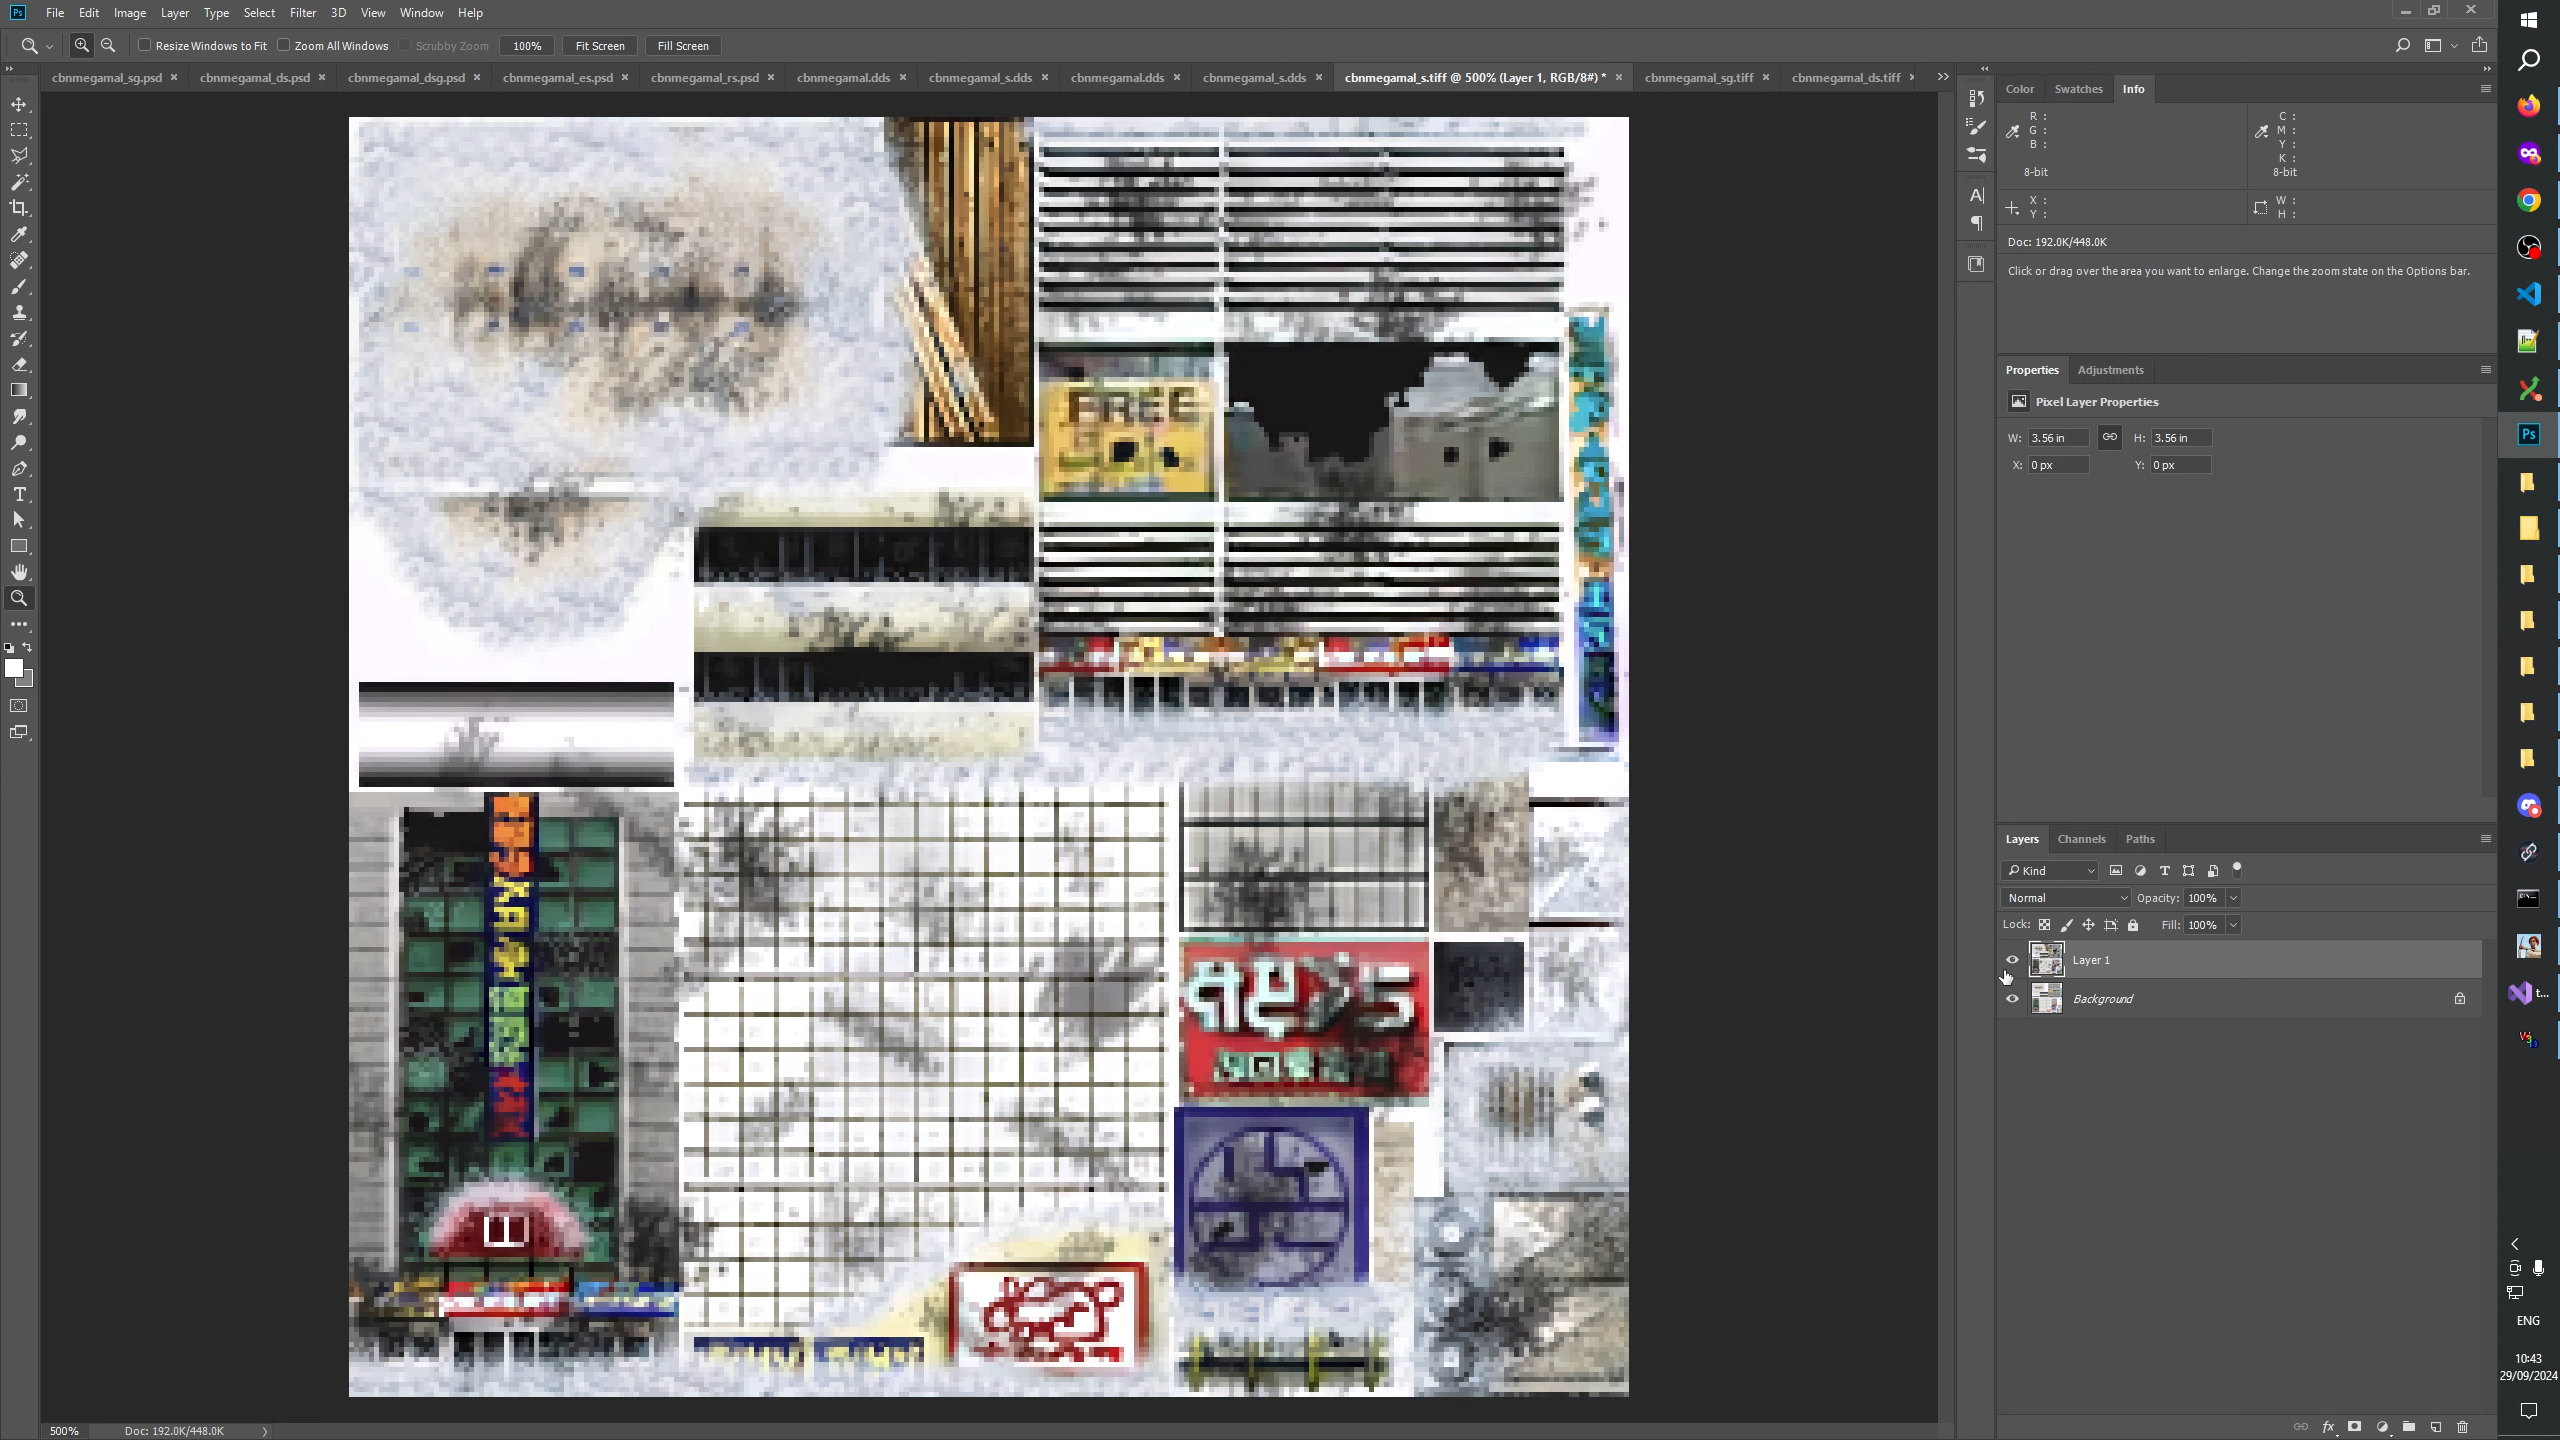 File Edit Image Layer Type Select Filter 3D View Window Help
Resize Windows to Fit Zoom All Windows Scrubby Zoom 100% Fit Screen Fill Screen
cbnmegamal_sg.psd cbnmegamal_ds.psd cbnmegamal_dsg.psd cbnmegamal_es.psd cbnmegamal_rs.psd cbnmegamal.dds cbnmegamal_s.dds cbnmegamal.dds cbnmegamal_s.dds cbnmegamal_s.tiff @ 500% (Layer 1, RGB/8#) * cbnmegamal_sg.tiff cbnmegamal_ds.tiff
Color Swatches Info
R : C :
G : M :
B : Y :
K :
8-bit 8-bit
X : W :
Y : H :
Doc: 192.0K/448.0K
Click or drag over the area you want to enlarge. Change the zoom state on the Options bar.
Properties Adjustments
Pixel Layer Properties
W: 3.56 in H: 3.56 in
X: 0 px Y: 0 px
FREE
Layers Channels Paths
Kind
Normal Opacity: 100%
Lock: Fill: 100%
Layer 1
Background
t...
ENG
10:43
29/09/2024
500% Doc: 192.0K/448.0K